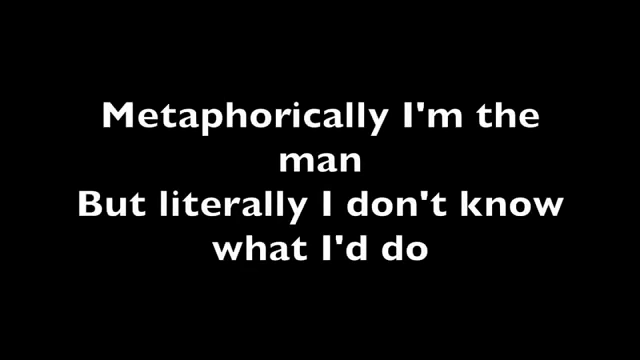 Metaphorically I'm the
man
But literally I don't know
what I'd do